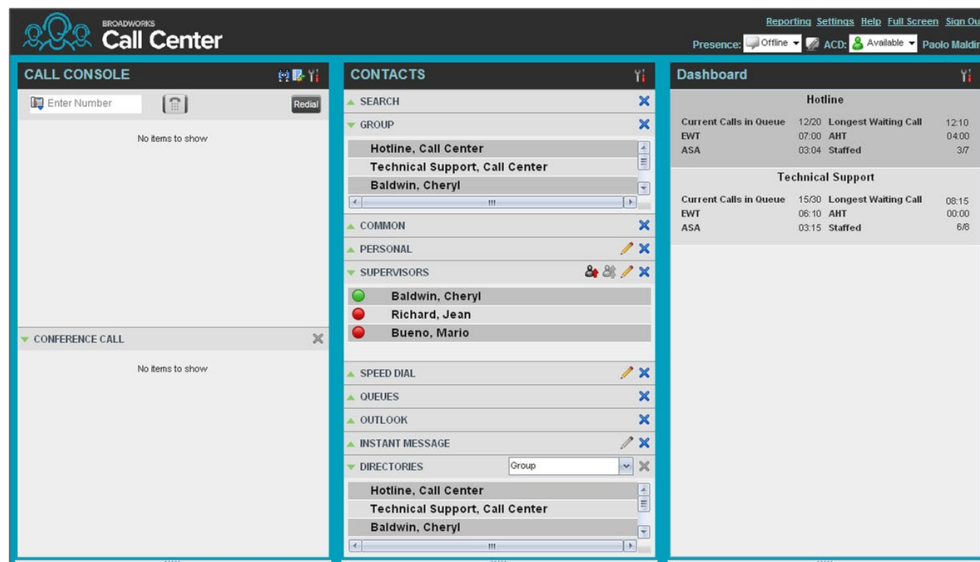 BROADWORKS
Call Center
Reporting Settings Help Full Screen Sign Ou
Presence: Offline ACD: Available Paolo Maldin
CALL CONSOLE
Enter Number
Redial
No items to show
CONFERENCE CALL
No items to show
CONTACTS
SEARCH
GROUP
Hotline, Call Center
Technical Support, Call Center
Baldwin, Cheryl
COMMON
PERSONAL
SUPERVISORS
Baldwin, Cheryl
Richard, Jean
Bueno, Mario
SPEED DIAL
QUEUES
OUTLOOK
INSTANT MESSAGE
DIRECTORIES Group
Hotline, Call Center
Technical Support, Call Center
Baldwin, Cheryl
Dashboard
Hotline
Current Calls in Queue 12/20 Longest Waiting Call 12:10
EWT 07:00 AHT 04:00
ASA 03:04 Staffed 3/7
Technical Support
Current Calls in Queue 15/30 Longest Waiting Call 08:15
EWT 06:10 AHT 00:00
ASA 03:15 Staffed 6/8